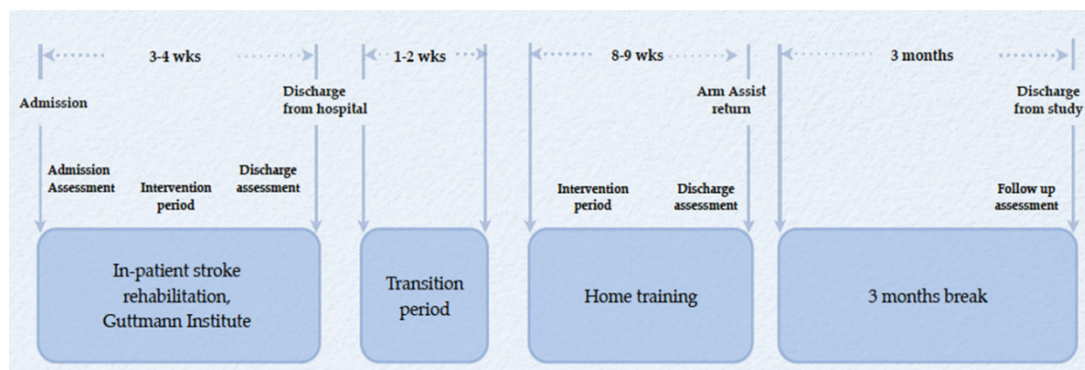 3-4 wks
1-2 wks
8-9 wks
3 months
Admission
Discharge
from hospital
Arm Assist
return
Discharge
from study
Admission
Assessment
Intervention
period
Discharge
assessment
Intervention
period
Discharge
assessment
Follow up
assessment
In-patient stroke
rehabilitation,
Guttmann Institute
Transition
period
Home training
3 months break